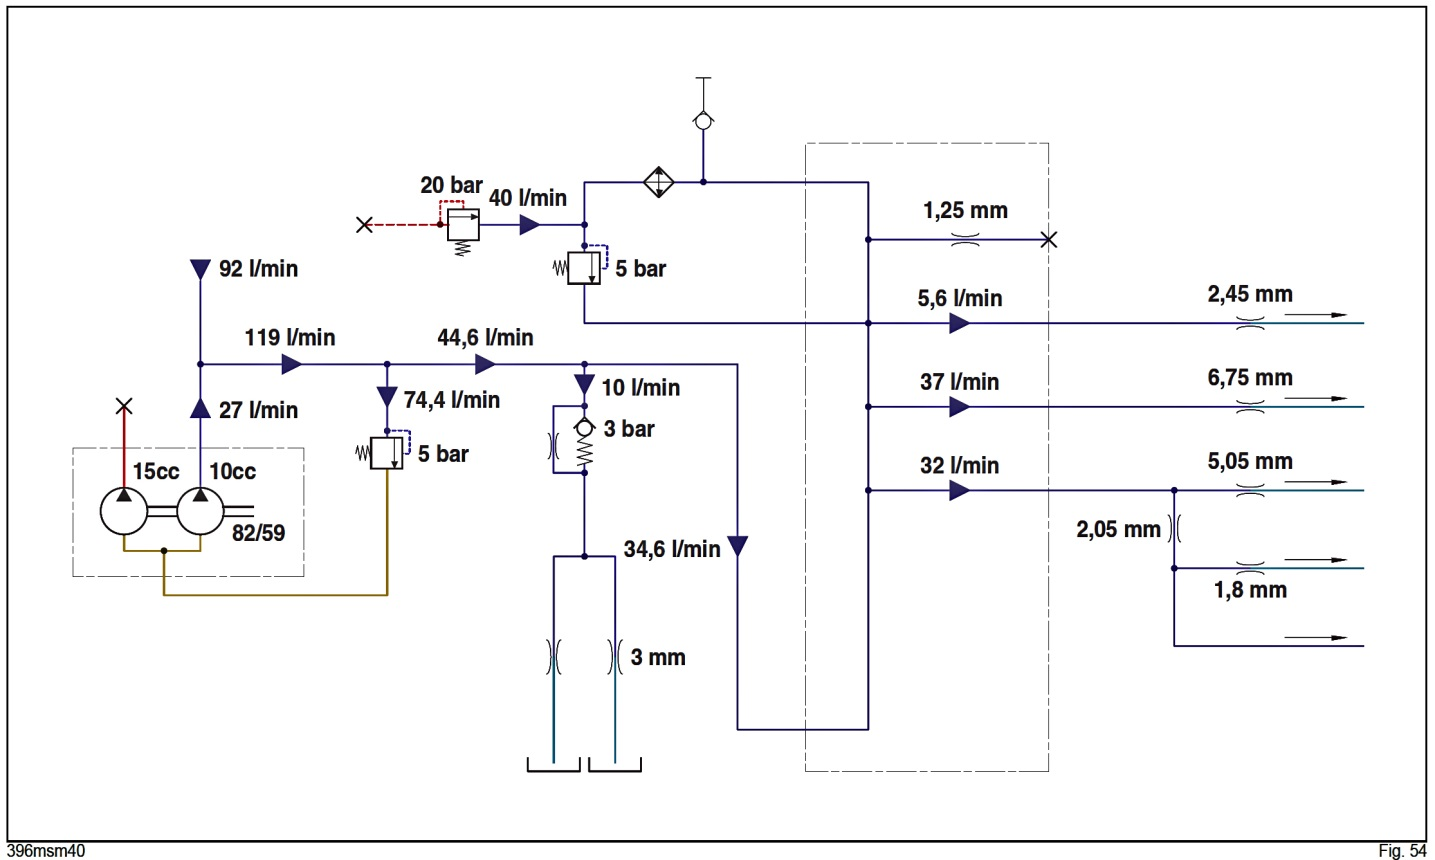 20 bar
40 l/min
1,25 mm
92 l/min
5 bar
5,6 l/min
2,45 mm
119 l/min
44,6 l/min
10 l/min
37 l/min
6,75 mm
74,4 l/min
27 l/min
3 bar
5 bar
32 l/min
5,05 mm
15cc
10cc
82/59
2,05 mm
34,6 l/min
1,8 mm
3 mm
396msm40
Fig. 54